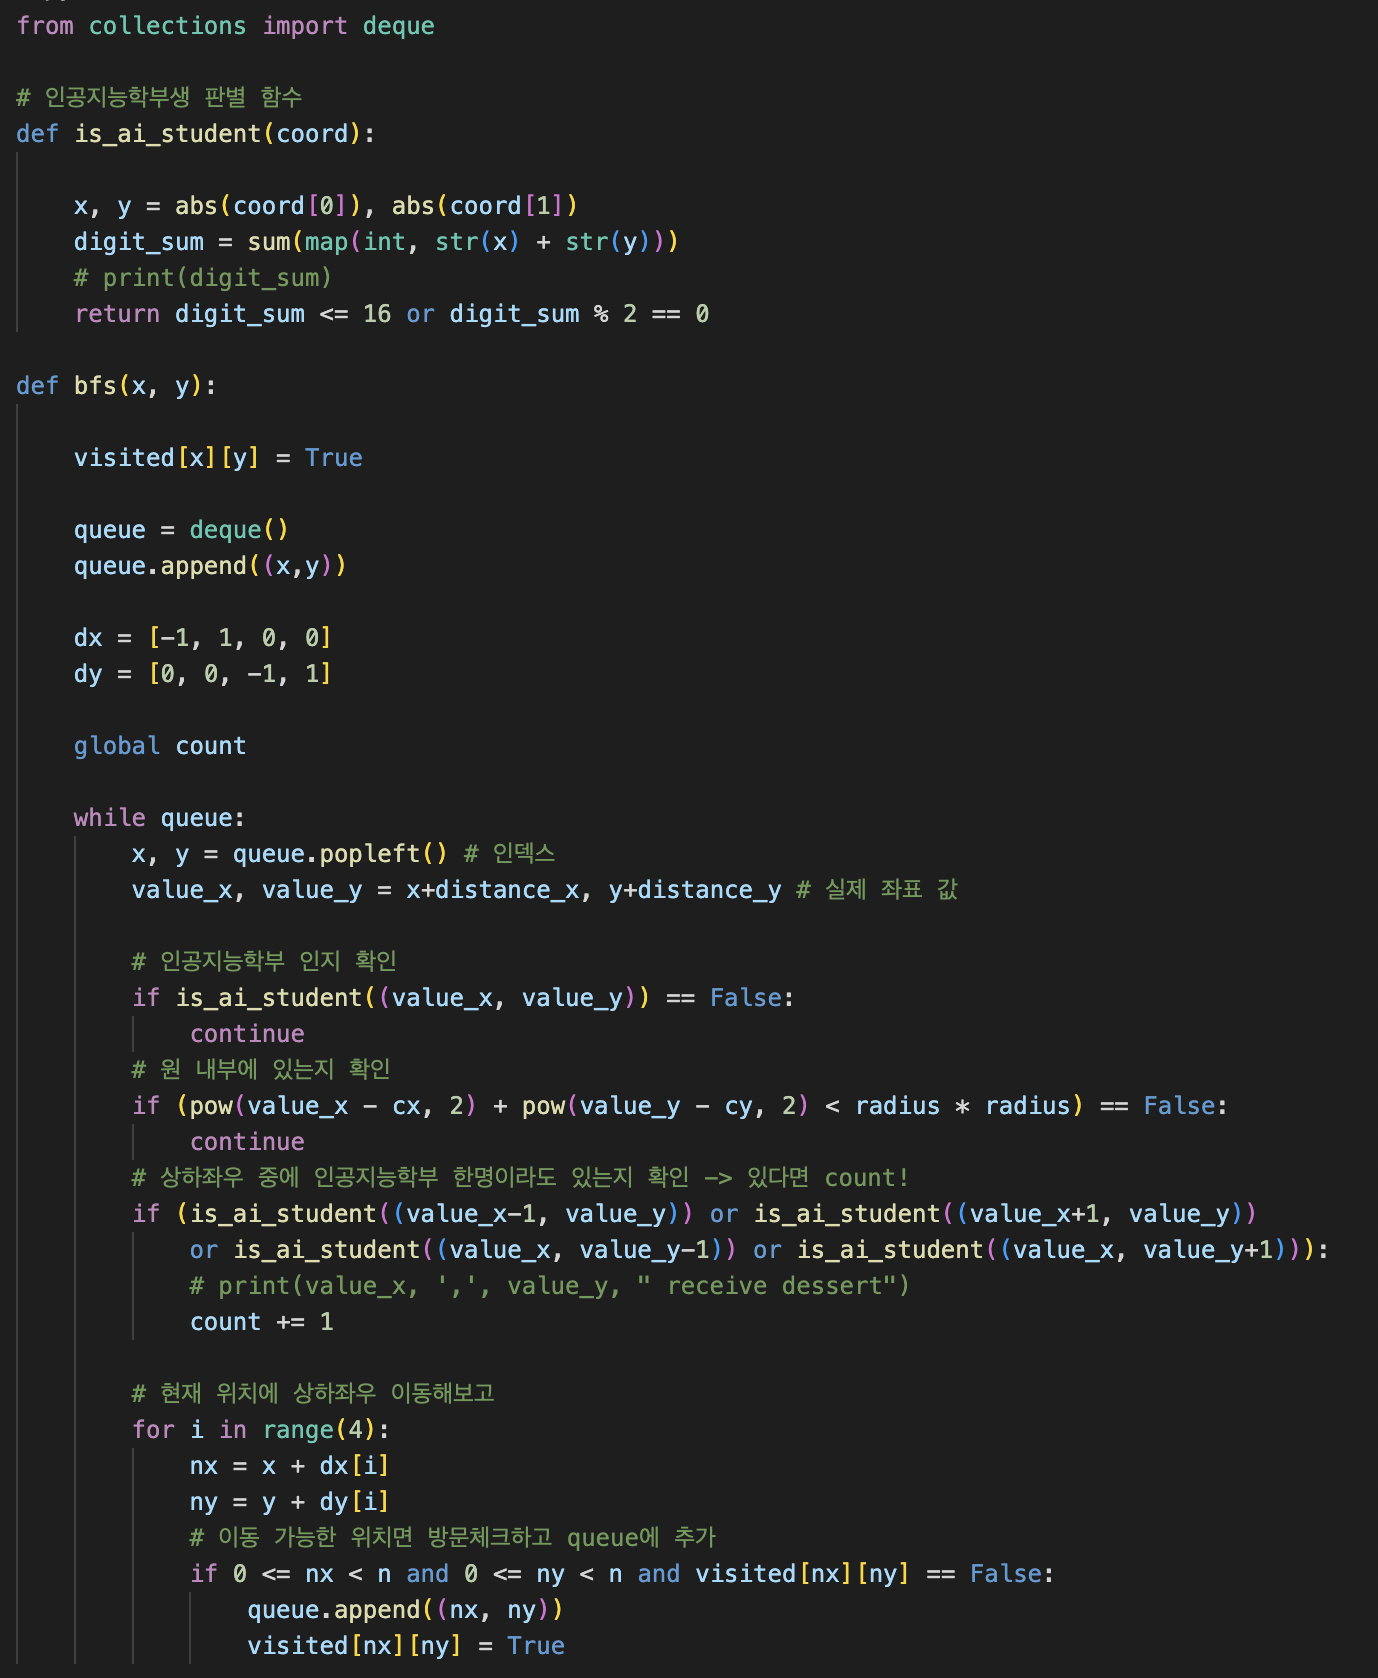 from collections import deque
# 인공지능학부생 판별 함수
def is_ai_student(coord):
    x, y = abs(coord[0]), abs(coord[1])
    digit_sum = sum(map(int, str(x) + str(y)))
    # print(digit_sum)
    return digit_sum <= 16 or digit_sum % 2 == 0
def bfs(x, y):
    visited[x][y] = True
    queue = deque()
    queue.append((x,y))
    dx = [-1, 1, 0, 0]
    dy = [0, 0, -1, 1]
    global count
    while queue:
        x, y = queue.popleft() # 인덱스
        value_x, value_y = x+distance_x, y+distance_y # 실제 좌표 값
        # 인공지능학부 인지 확인
        if is_ai_student((value_x, value_y)) == False:
            continue
        # 원 내부에 있는지 확인
        if (pow(value_x - cx, 2) + pow(value_y - cy, 2) < radius * radius) == False:
            continue
        # 상하좌우 중에 인공지능학부 한명이라도 있는지 확인 -> 있다면 count!
        if (is_ai_student((value_x-1, value_y)) or is_ai_student((value_x+1, value_y))
            or is_ai_student((value_x, value_y-1)) or is_ai_student((value_x, value_y+1))):
            # print(value_x, ',', value_y, " receive dessert")
            count += 1
        # 현재 위치에 상하좌우 이동해보고
        for i in range(4):
            nx = x + dx[i]
            ny = y + dy[i]
            # 이동 가능한 위치면 방문체크하고 queue에 추가
            if 0 <= nx < n and 0 <= ny < n and visited[nx][ny] == False:
                queue.append((nx, ny))
                visited[nx][ny] = True